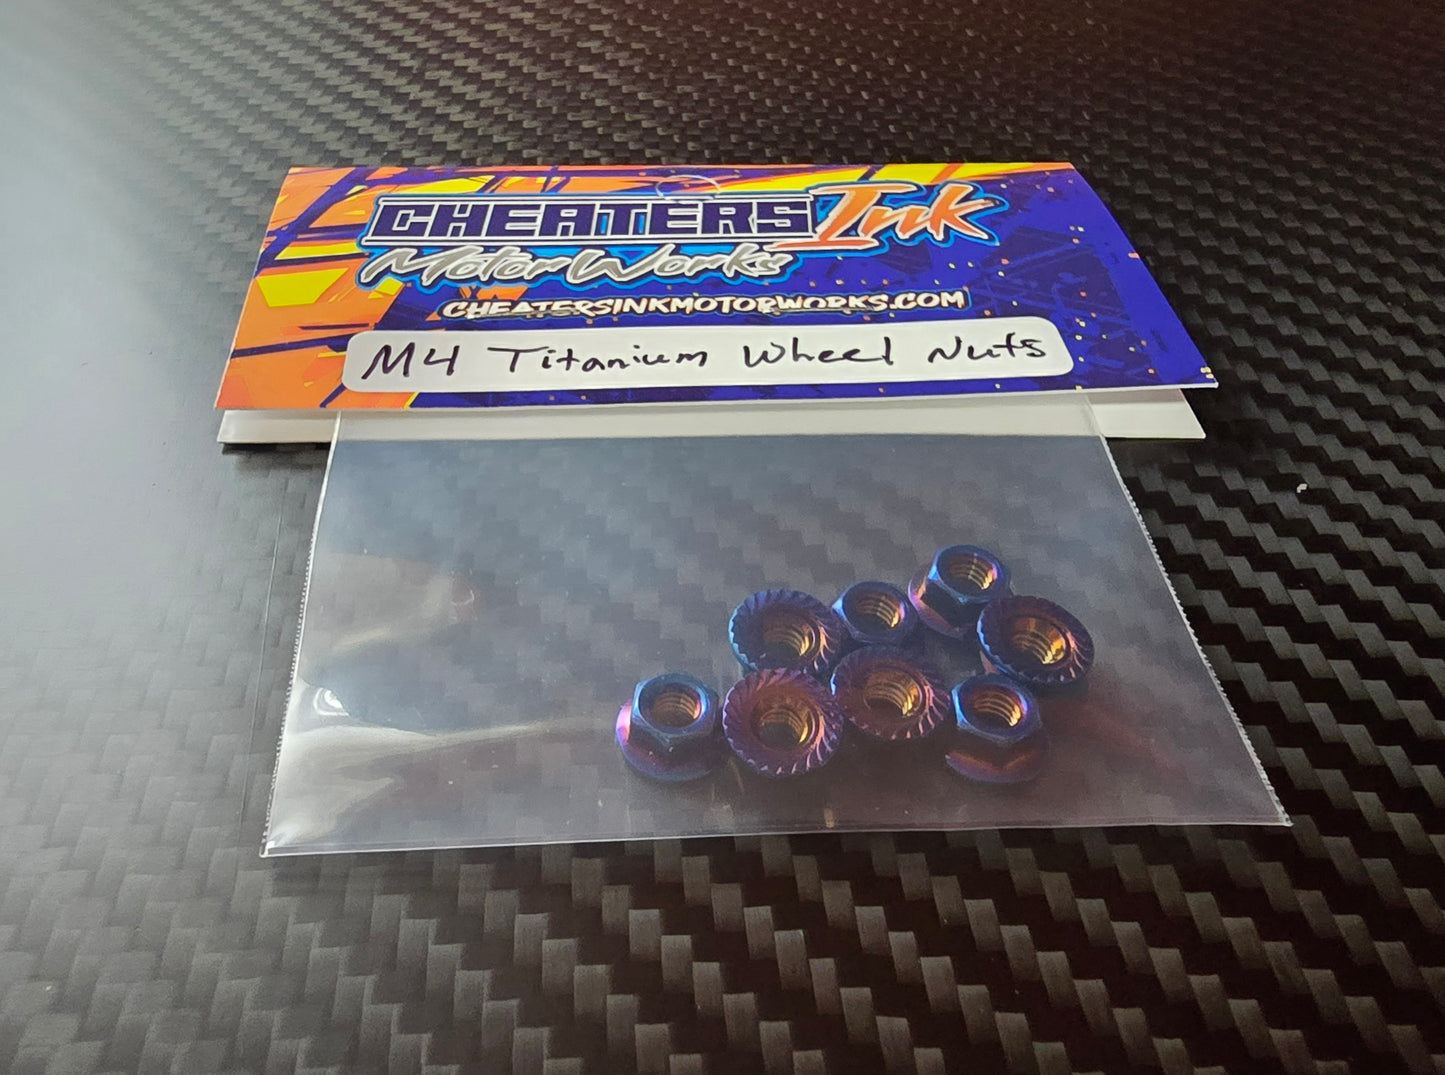 CHEATERS Ink
MotorWorks
CHEATERSINKMOTORWORKS.COM
M4 Titanium Wheel Nuts